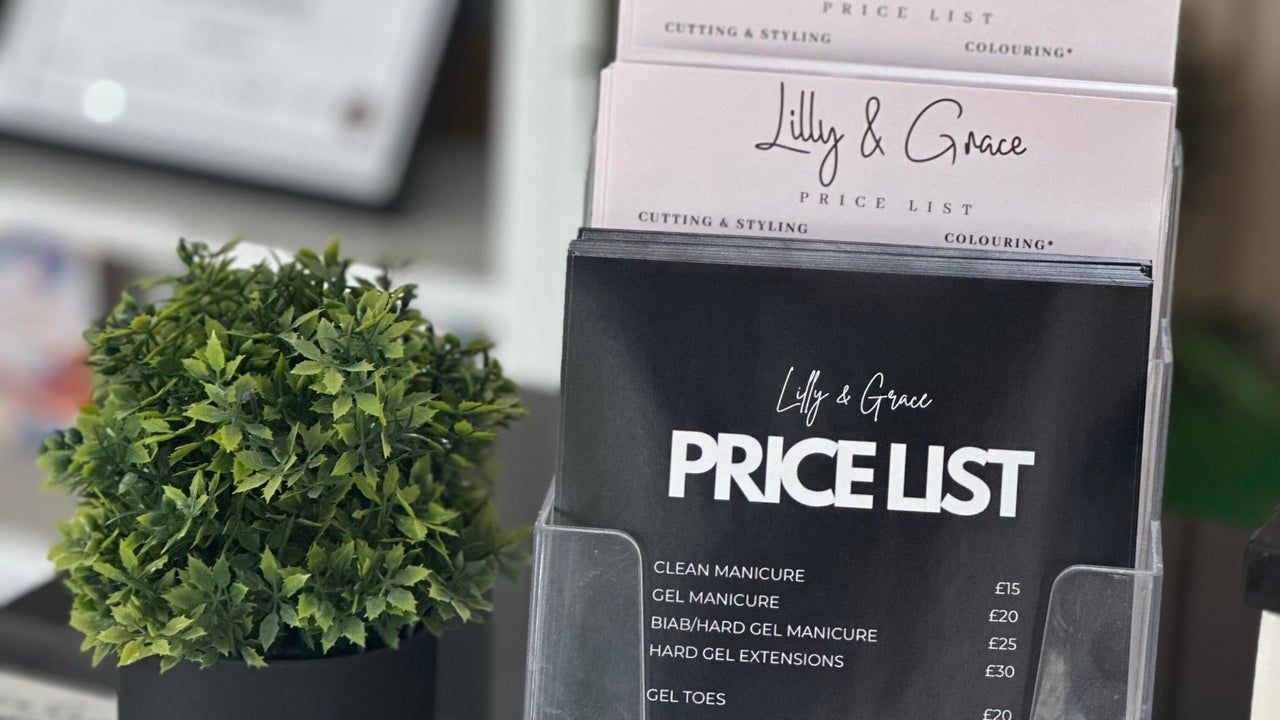 PRICE LIST
CUTTING & STYLING COLOURING*
Lilly & Grace
PRICE LIST
CUTTING & STYLING COLOURING*
Lilly & Grace
PRICE LIST
CLEAN MANICURE £15
GEL MANICURE £20
BIAB/HARD GEL MANICURE £25
HARD GEL EXTENSIONS £30
GEL TOES £20